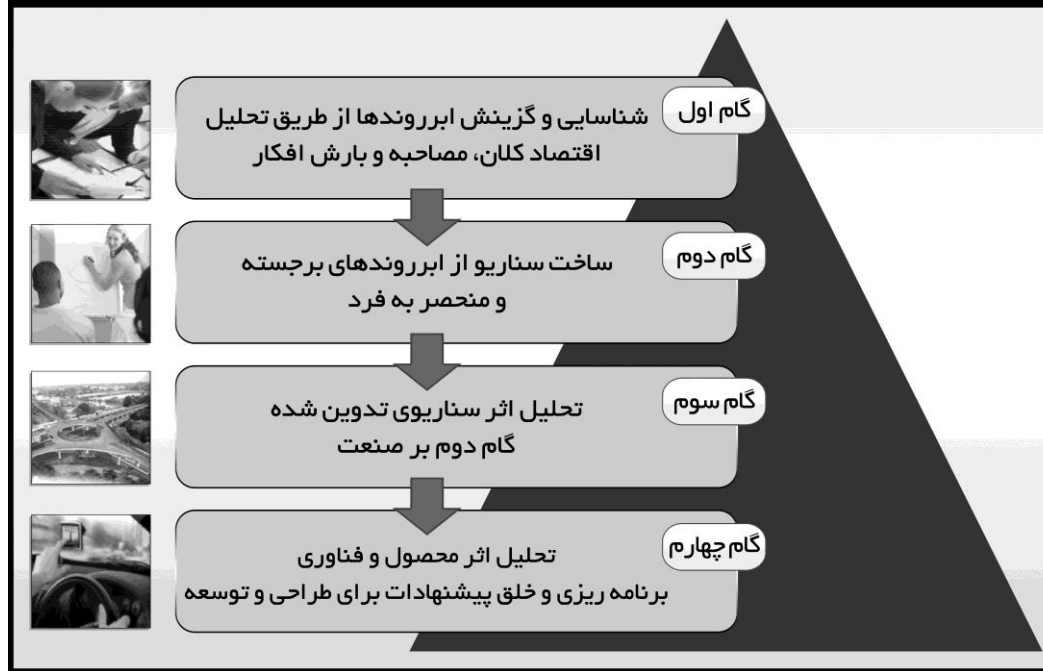 گام اول
شناسایی و گزینش ابرروندها از طریق تحلیل
اقتصاد کلان، مصاحبه و بارش افکار
گام دوم
ساخت سناریو از ابرروندهای برجسته
و منحصر به فرد
گام سوم
تحلیل اثر سناریوی تدوین شده
گام دوم بر صنعت
گام چهارم
تحلیل اثر محصول و فناوری
برنامه ریزی و خلق پیشنهادات برای طراحی و توسعه